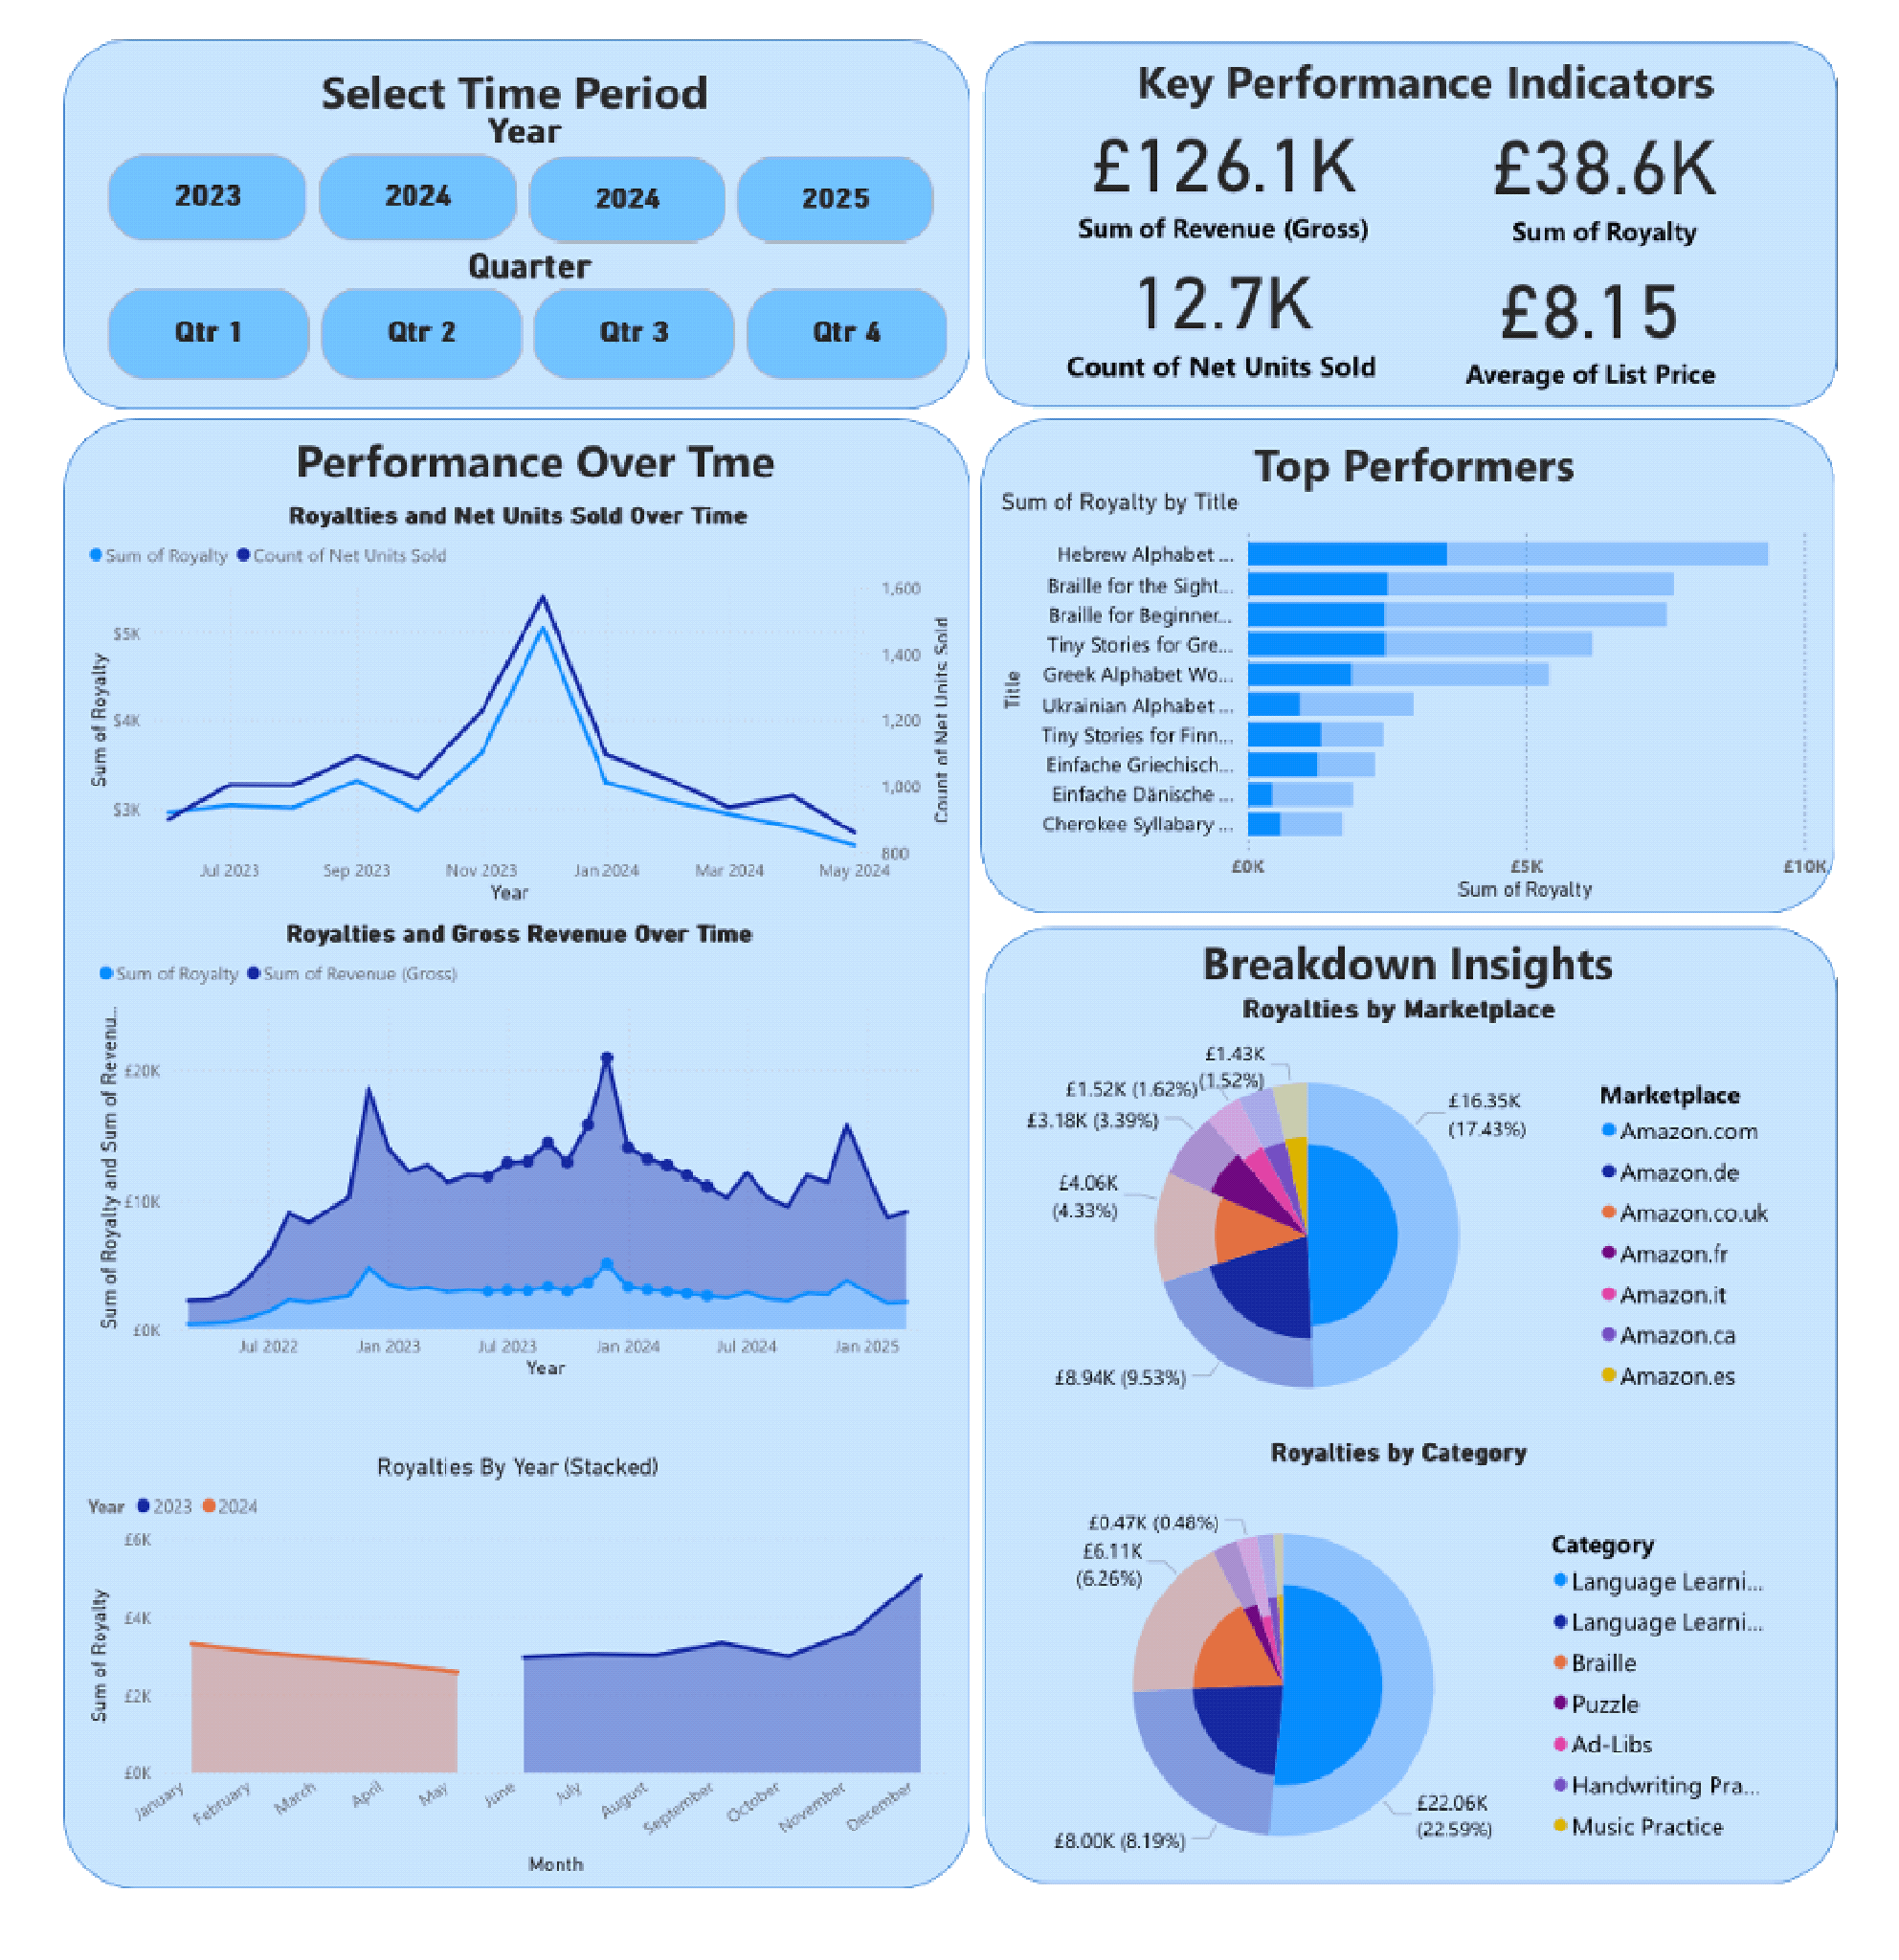 Select Time Period
Year
2023
2024
2024
2025
Quarter
Qtr 1
Qtr 2
Qtr 3
Qtr 4
Key Performance Indicators
£126.1K
Sum of Revenue (Gross)
£38.6K
Sum of Royalty
12.7K
Count of Net Units Sold
£8.15
Average of List Price
Performance Over Tme
Royalties and Net Units Sold Over Time
Sum of Royalty
Count of Net Units Sold
Sum of Royalty
$5K
$4K
$3K
1,600
1,400
1,200
1,000
800
Count of Net Units Sold
Jul 2023
Sep 2023
Nov 2023
Jan 2024
Mar 2024
May 2024
Year
Royalties and Gross Revenue Over Time
Sum of Royalty
Sum of Revenue (Gross)
Sum of Royalty and Sum of Revenu...
£20K
£10K
£0K
Jul 2022
Jan 2023
Jul 2023
Jan 2024
Jul 2024
Jan 2025
Year
Royalties By Year (Stacked)
Year
2023
2024
Sum of Royalty
£6K
£4K
£2K
£0K
January
February
March
April
May
June
July
August
September
October
November
December
Month
Top Performers
Sum of Royalty by Title
Title
Hebrew Alphabet ...
Braille for the Sight...
Braille for Beginner...
Tiny Stories for Gre...
Greek Alphabet Wo...
Ukrainian Alphabet ...
Tiny Stories for Finn...
Einfache Griechisch...
Einfache Dänische ...
Cherokee Syllabary ...
£0K
£5K
£10K
Sum of Royalty
Breakdown Insights
Royalties by Marketplace
£1.43K
(1.52%)
£1.52K (1.62%)
£3.18K (3.39%)
£4.06K
(4.33%)
£8.94K (9.53%)
£16.35K
(17.43%)
Marketplace
Amazon.com
Amazon.de
Amazon.co.uk
Amazon.fr
Amazon.it
Amazon.ca
Amazon.es
Royalties by Category
£0.47K (0.48%)
£6.11K
(6.26%)
£8.00K (8.19%)
£22.06K
(22.59%)
Category
Language Learni...
Language Learni...
Braille
Puzzle
Ad-Libs
Handwriting Pra...
Music Practice